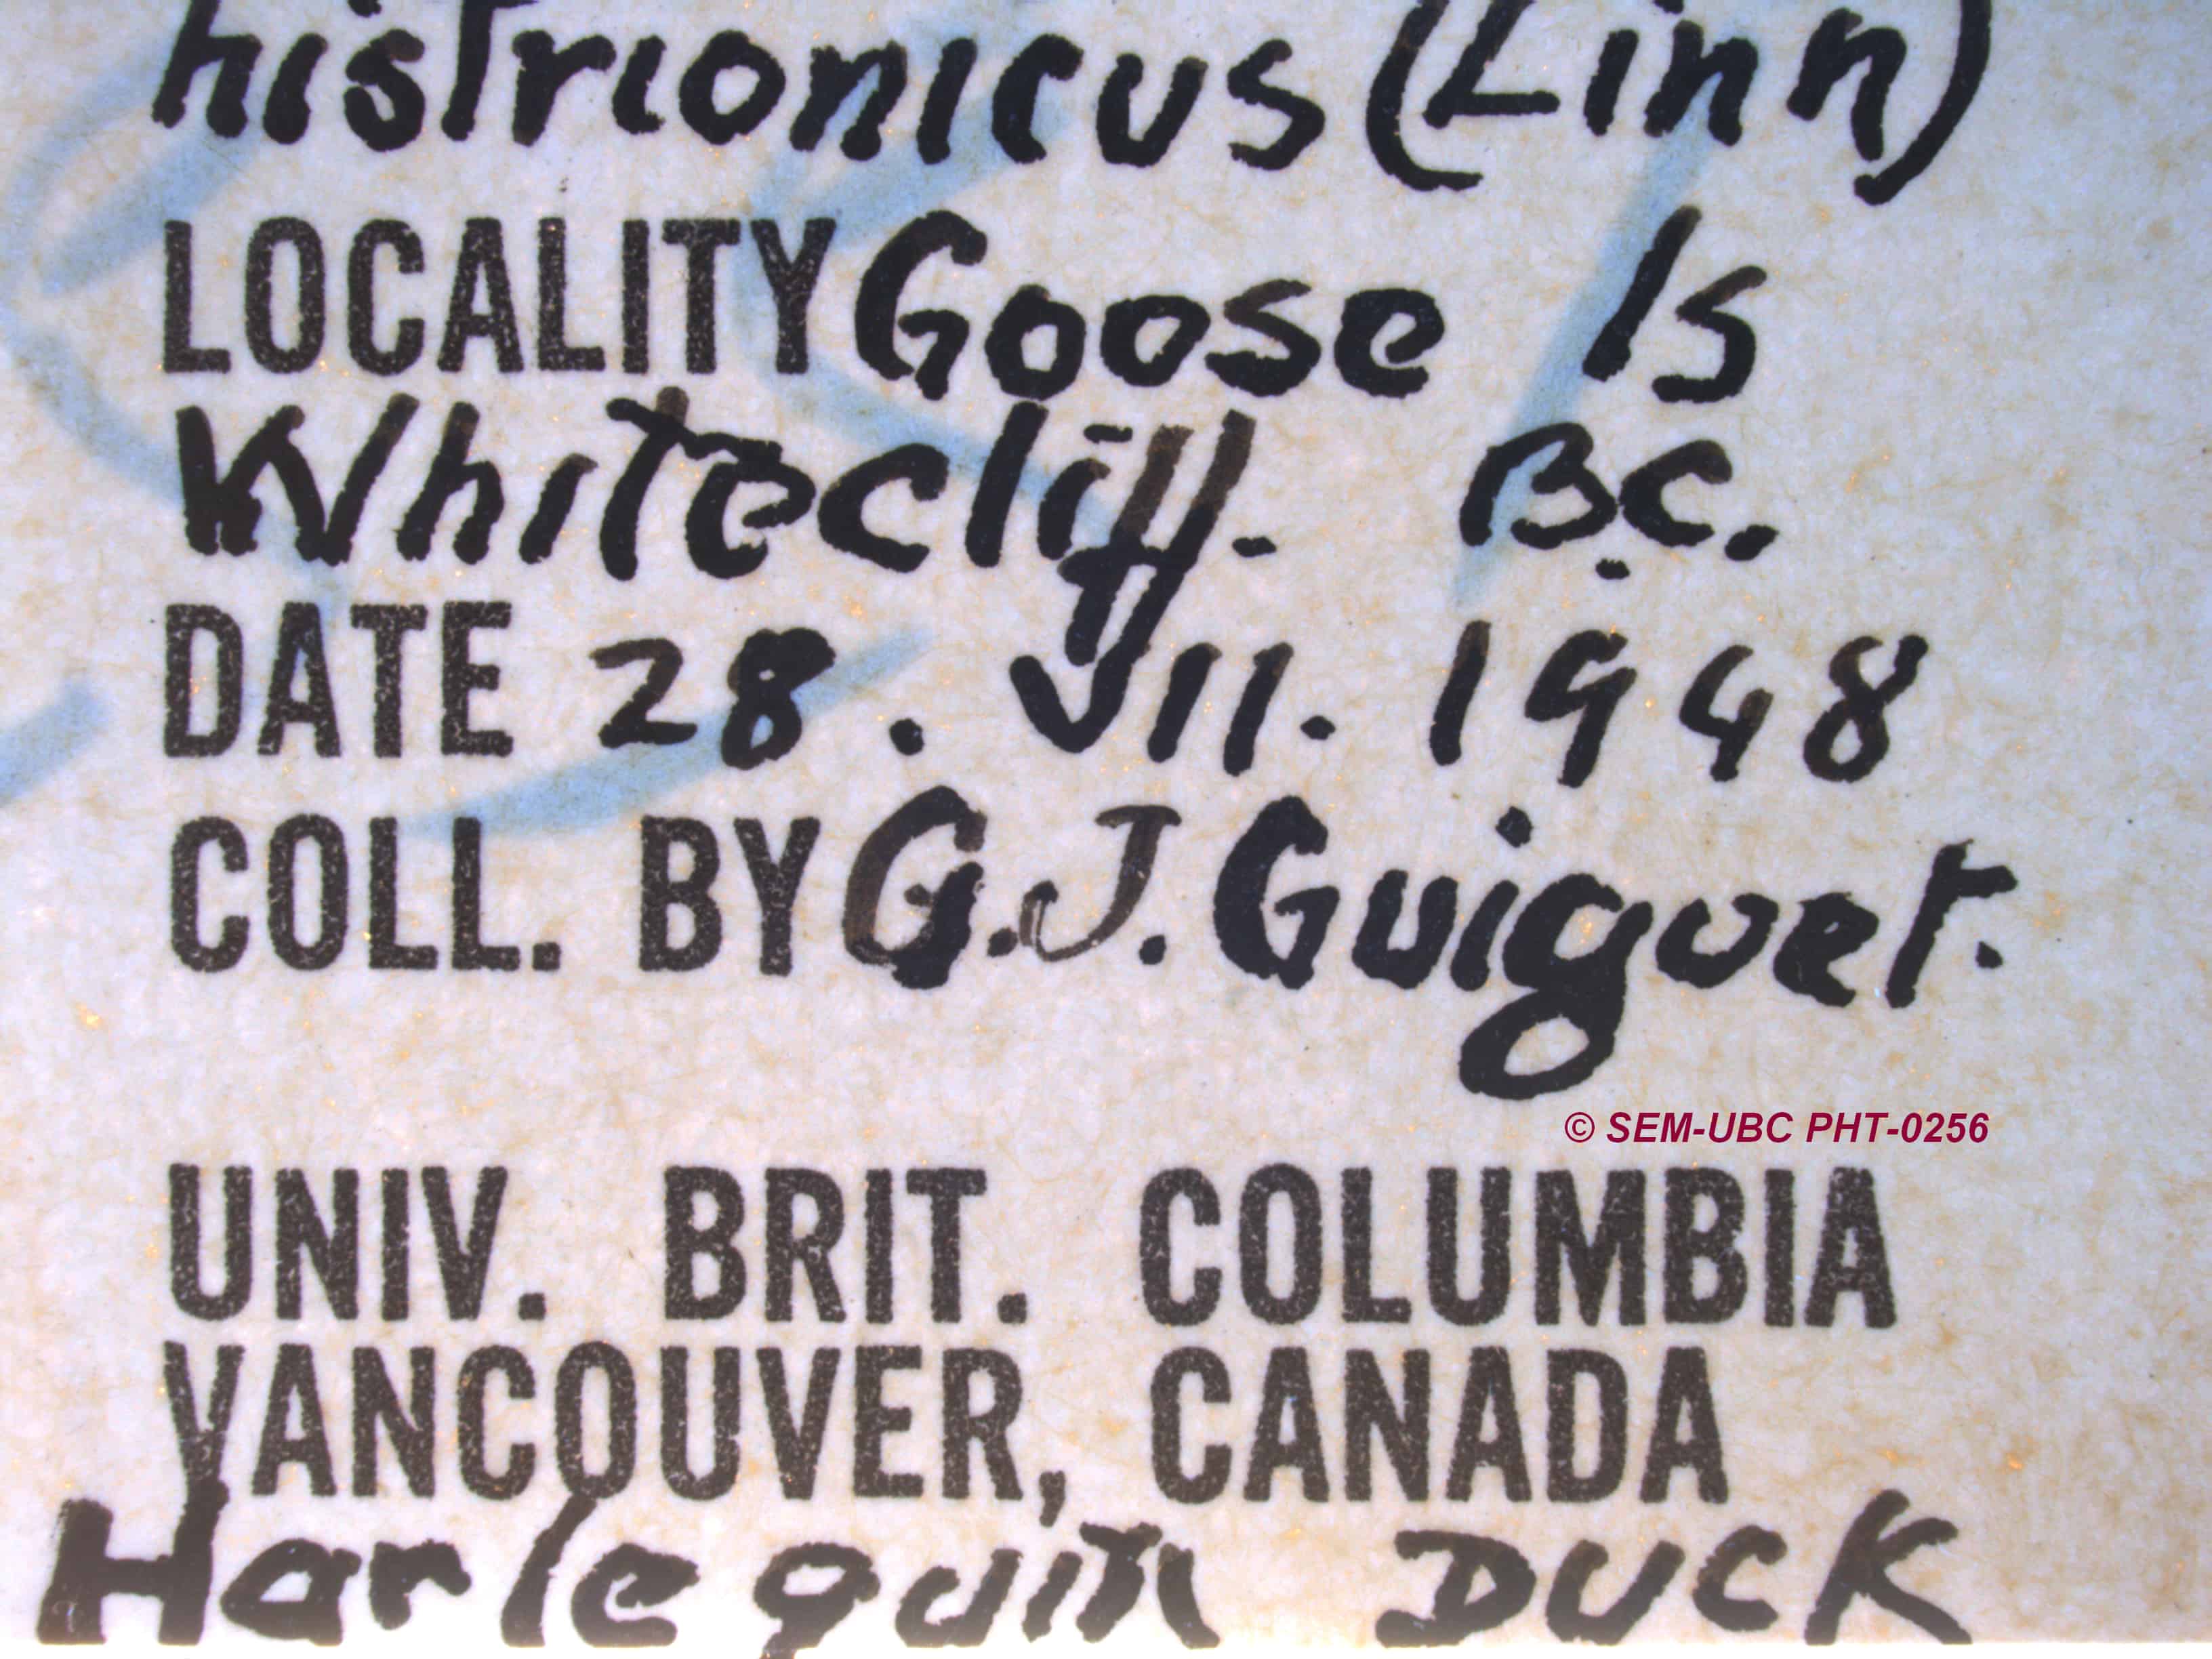 histrionicus (Linn)
LOCALITY Goose Is
Whitecliff. B.C.
DATE 28. VII. 1948
COLL. BY G.J. Guiguet.
© SEM-UBC PHT-0256
UNIV. BRIT. COLUMBIA
VANCOUVER, CANADA
Harlequin Duck